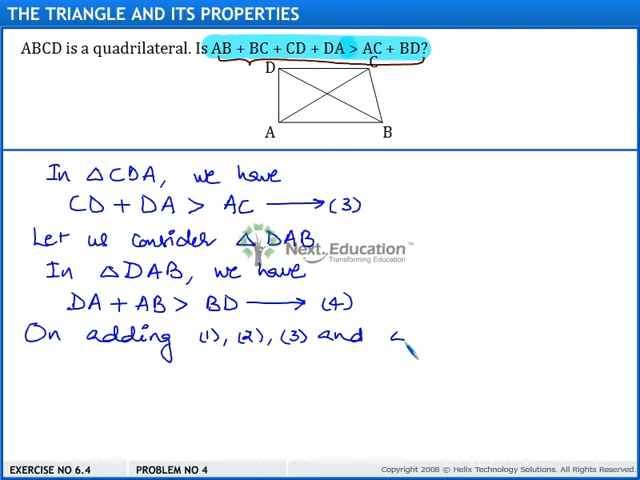 THE TRIANGLE AND ITS PROPERTIES
ABCD is a quadrilateral. Is AB + BC + CD + DA > AC + BD?
D C
A B
In △CDA, we have
CD + DA > AC ⟶ (3)
Let us consider △DAB
Next Education
Transforming Education
In △DAB, we have
DA + AB > BD ⟶ (4)
On adding (1), (2), (3) and
EXERCISE NO 6.4 PROBLEM NO 4 Copyright 2008 © Helix Technology Solutions. All Rights Reserved.